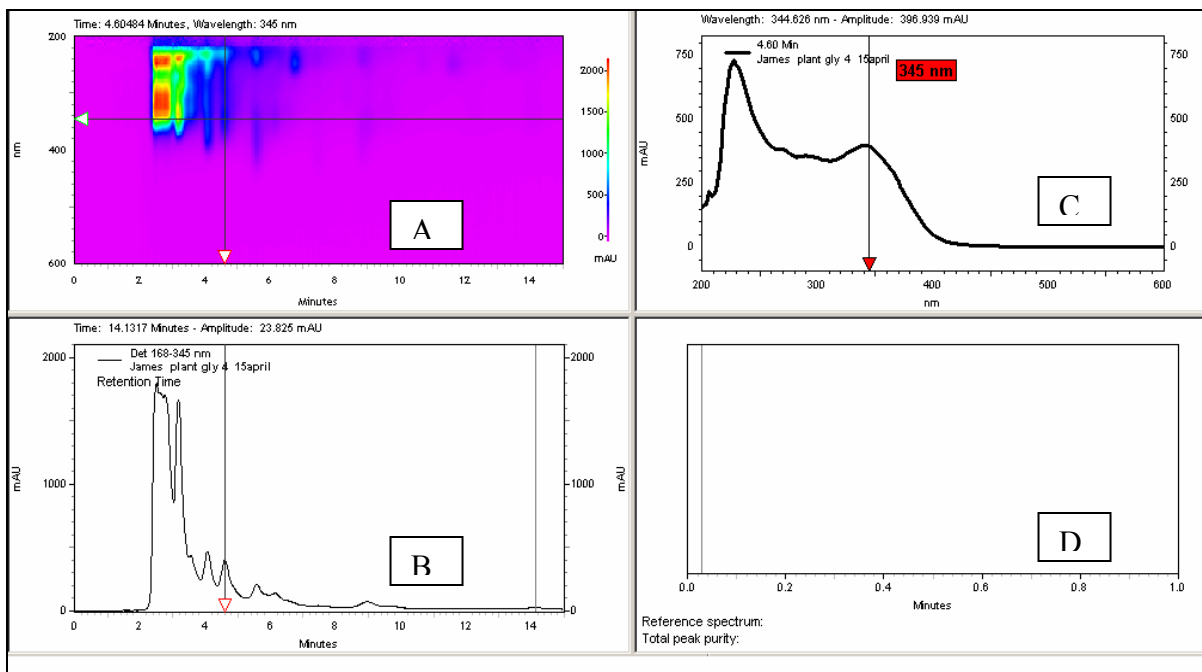 Time: 4.60484 Minutes, Wavelength: 345 nm
200
300
400
500
600
nm
0 2 4 6 8 10 12 14
Minutes
2000
1500
1000
500
0
mAU
A
Wavelength: 344.626 nm - Amplitude: 396.939 mAU
4.60 Min
James plant gly 4 15april
345 nm
750 750
500 500
250 250
0 0
mAU mAU
200 300 400 500 600
nm
C
Time: 14.1317 Minutes - Amplitude: 23.825 mAU
Det 168-345 nm
James plant gly 4 15april
Retention Time
2000 2000
1000 1000
0 0
mAU mAU
0 2 4 6 8 10 12 14
Minutes
B
D
0.0 0.2 0.4 0.6 0.8 1.0
Minutes
Reference spectrum:
Total peak purity: